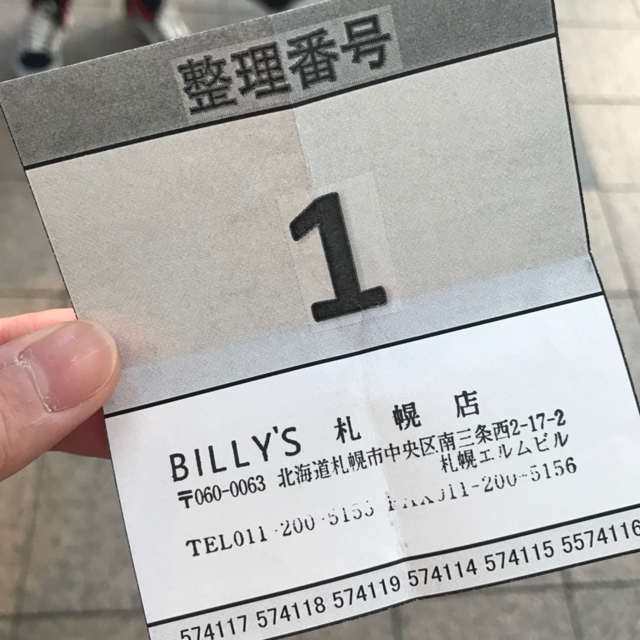 整理番号
1
BILLY'S 札幌店
〒060-0063 北海道札幌市中央区南三条西2-17-2
札幌エルムビル
TEL011-200-5155 FAX011-200-5156
574117 574118 574119 574114 574115 5574116